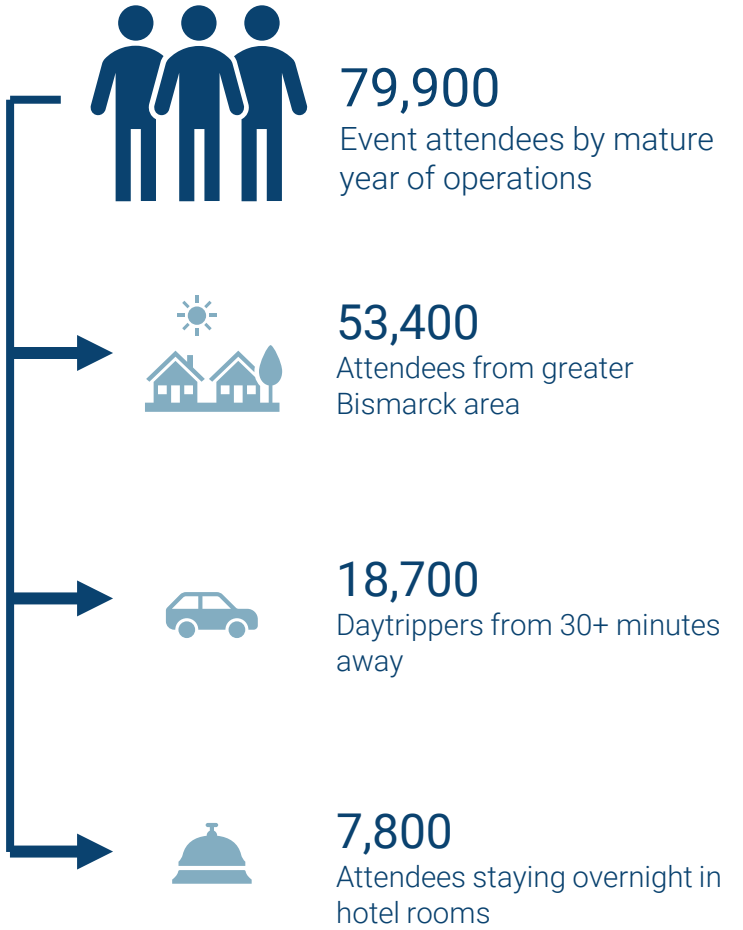 79,900
Event attendees by mature
year of operations
53,400
Attendees from greater
Bismarck area
18,700
Daytrippers from 30+ minutes
away
7,800
Attendees staying overnight in
hotel rooms